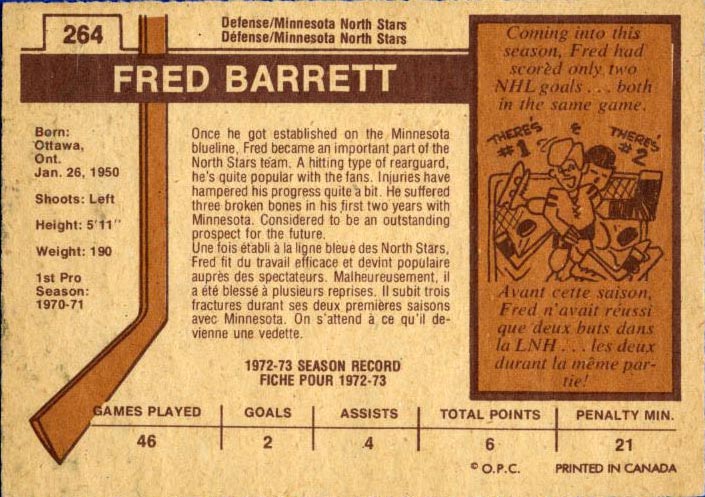 264
Defense/Minnesota North Stars
Défense/Minnesota North Stars
FRED BARRETT
Born:
Ottawa,
Ont.
Jan. 26, 1950
Shoots: Left
Height: 5'11"
Weight: 190
1st Pro
Season:
1970-71
Once he got established on the Minnesota
blueline, Fred became an important part of the
North Stars team. A hitting type of rearguard,
he's quite popular with the fans. Injuries have
hampered his progress quite a bit. He suffered
three broken bones in his first two years with
Minnesota. Considered to be an outstanding
prospect for the future.
Une fois établi à la ligne bleue des North Stars,
Fred fit du travail efficace et devint populaire
auprès des spectateurs. Malheureusement, il
a été blessé à plusieurs reprises. Il subit trois
fractures durant ses deux premières saisons
avec Minnesota. On s'attend à ce qu'il de-
vienne une vedette.
Coming into this
season, Fred had
scorèd only two
NHL goals . . . both
in the same game.
THERE'S #1 & THERE'S #2
Avant cette saison,
Fred n'avait réussi
que deux buts dans
la LNH . . . les deux
durant la même par-
tie!
1972-73 SEASON RECORD
FICHE POUR 1972-73
GAMES PLAYED GOALS ASSISTS TOTAL POINTS PENALTY MIN.
46 2 4 6 21
© O.P.C. PRINTED IN CANADA